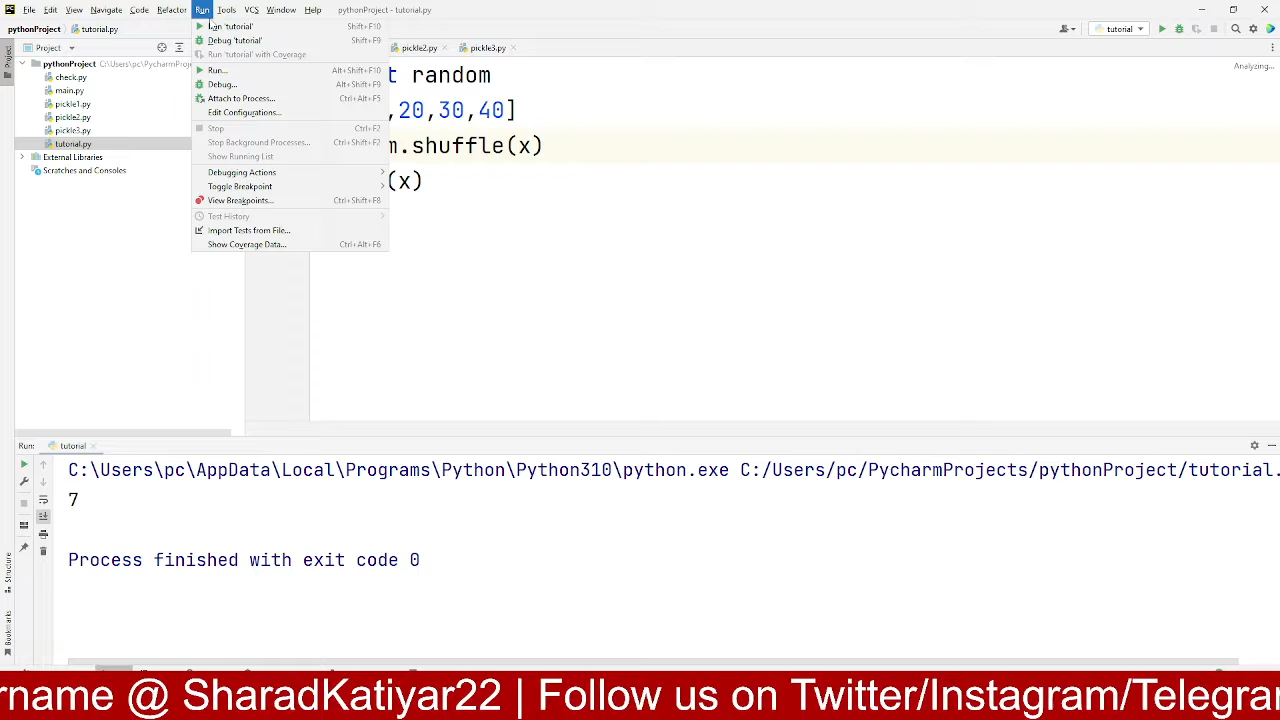 File Edit View Navigate Code Refactor Run Tools VCS Window Help pythonProject - tutorial.py
pythonProject tutorial.py
tutorial
Project
pickle2.py
pickle3.py
Analyzing...
pythonProject C:\Users\pc\PycharmProj
check.py
main.py
pickle1.py
pickle2.py
pickle3.py
tutorial.py
External Libraries
Scratches and Consoles
Run 'tutorial' Shift+F10
Debug 'tutorial' Shift+F9
Run 'tutorial' with Coverage
Run... Alt+Shift+F10
Debug... Alt+Shift+F9
Attach to Process... Ctrl+Alt+F5
Edit Configurations...
Stop Ctrl+F2
Stop Background Processes... Ctrl+Shift+F2
Show Running List
Debugging Actions
Toggle Breakpoint
View Breakpoints... Ctrl+Shift+F8
Test History
Import Tests from File...
Show Coverage Data... Ctrl+Alt+F6
t random
,20,30,40]
m.shuffle(x)
(x)
Project
Structure
Bookmarks
Run: tutorial
C:\Users\pc\AppData\Local\Programs\Python\Python310\python.exe C:/Users/pc/PycharmProjects/pythonProject/tutorial.
7
Process finished with exit code 0
rname @ SharadKatiyar22 | Follow us on Twitter/Instagram/Telegra